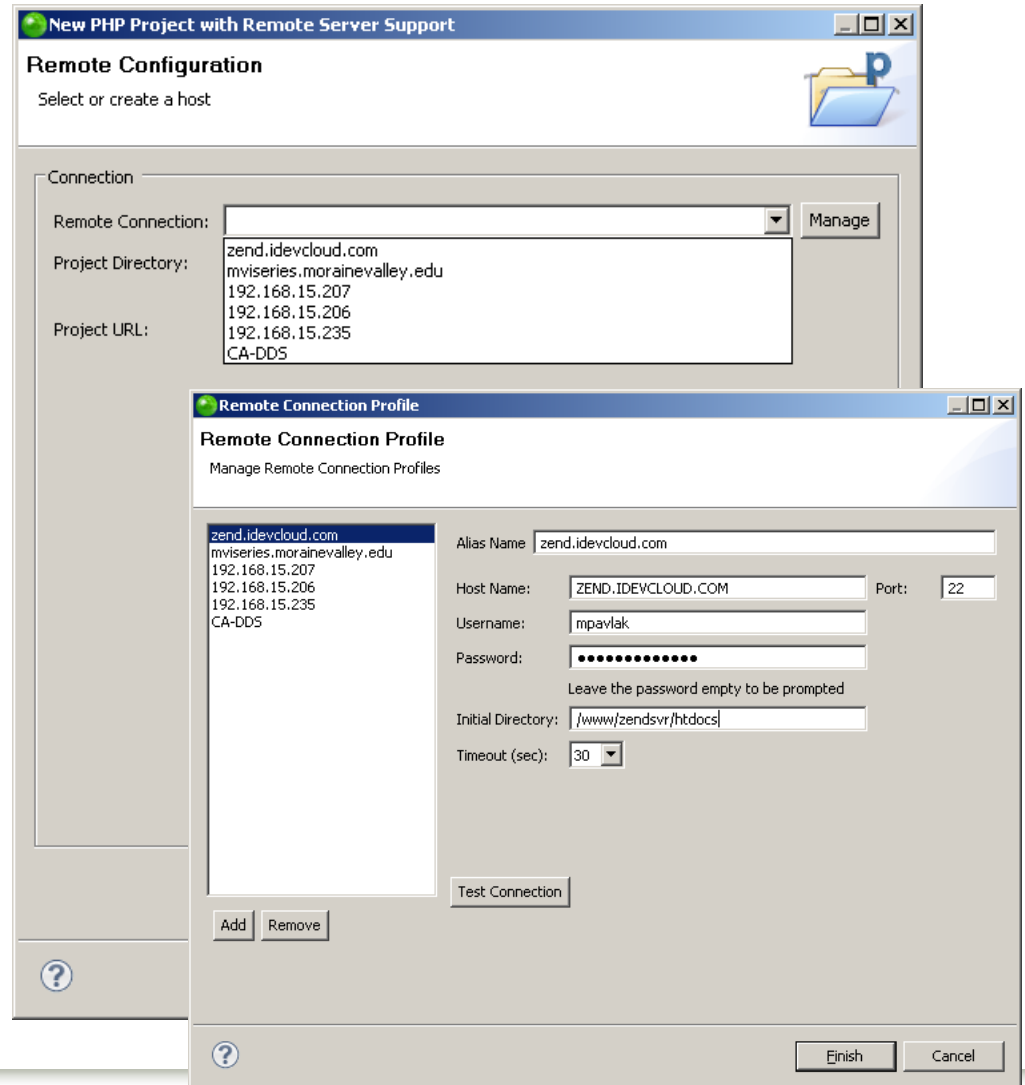 New PHP Project with Remote Server Support
Remote Configuration
Select or create a host
p
Connection
Remote Connection:
Manage
zend.idevcloud.com
mviseries.morainevalley.edu
192.168.15.207
192.168.15.206
192.168.15.235
CA-DDS
Project Directory:
Project URL:
?
Remote Connection Profile
Remote Connection Profile
Manage Remote Connection Profiles
zend.idevcloud.com
mviseries.morainevalley.edu
192.168.15.207
192.168.15.206
192.168.15.235
CA-DDS
Alias Name zend.idevcloud.com
Host Name: ZEND.IDEVCLOUD.COM Port: 22
Username: mpavlak
Password: •••••••••••••
Leave the password empty to be prompted
Initial Directory: /www/zendsvr/htdocs
Timeout (sec): 30
Test Connection
Add Remove
?
Finish Cancel